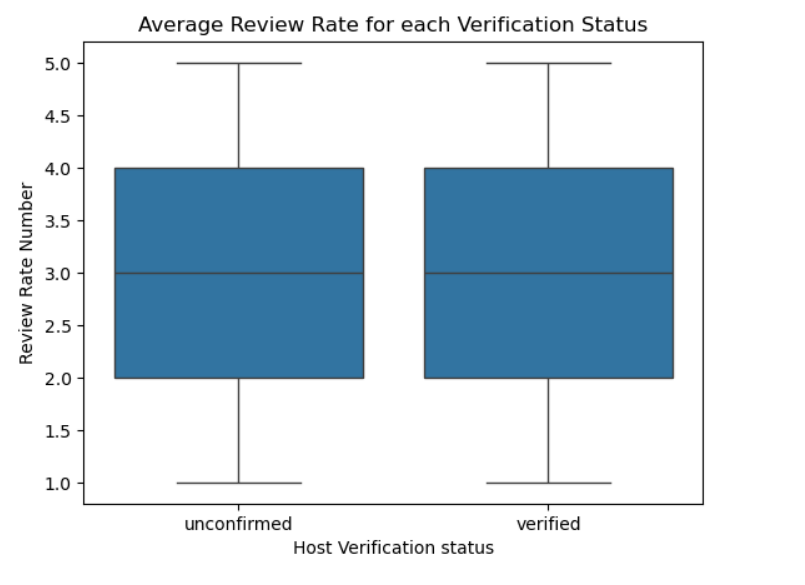 Average Review Rate for each Verification Status
5.0
4.5
4.0
3.5
3.0
2.5
2.0
1.5
1.0
Review Rate Number
unconfirmed
verified
Host Verification status